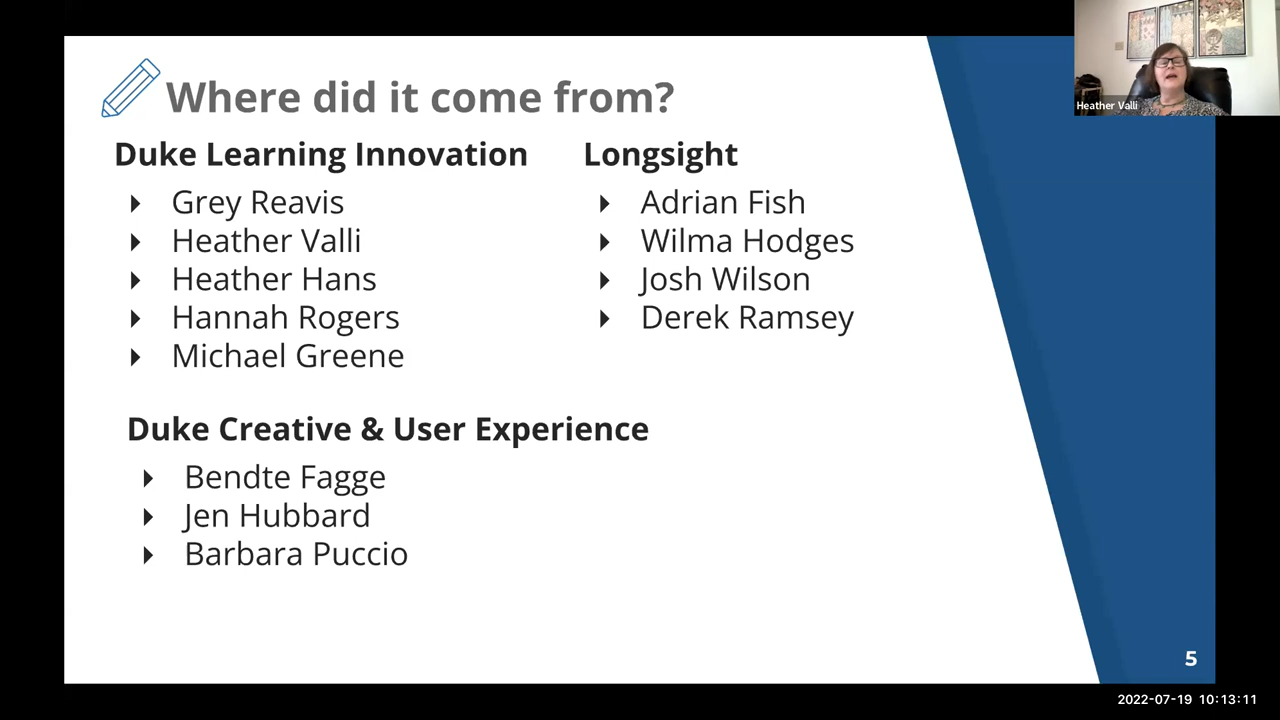 Where did it come from?
Duke Learning Innovation
Grey Reavis
Heather Valli
Heather Hans
Hannah Rogers
Michael Greene
Longsight
Adrian Fish
Wilma Hodges
Josh Wilson
Derek Ramsey
Duke Creative & User Experience
Bendte Fagge
Jen Hubbard
Barbara Puccio
5
Heather Valli
2022-07-19 10:13:11